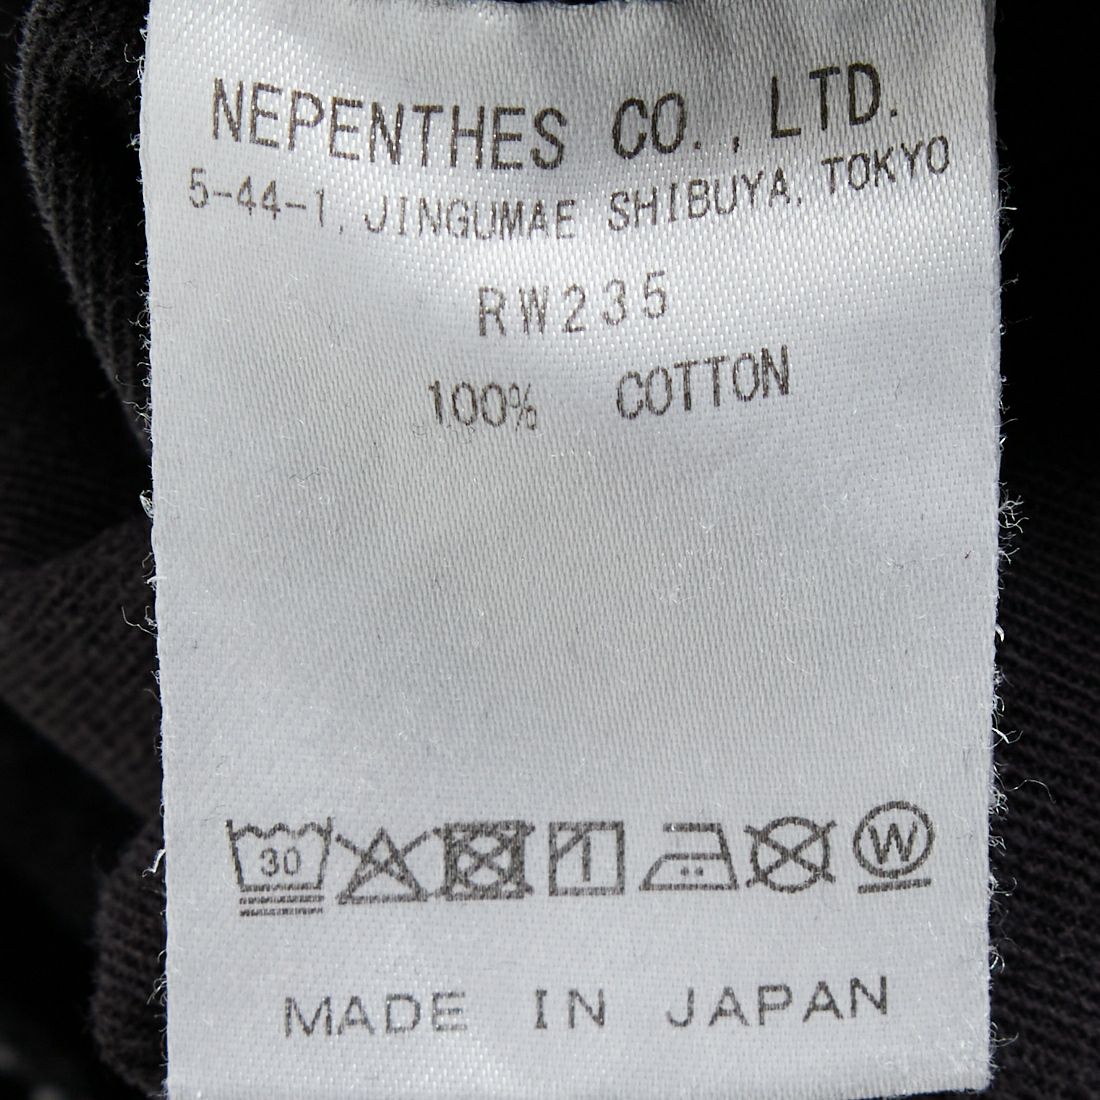 NEPENTHES CO., LTD.
5-44-1, JINGUMAE SHIBUYA, TOKYO
RW235
100% COTTON
30 W
MADE IN JAPAN